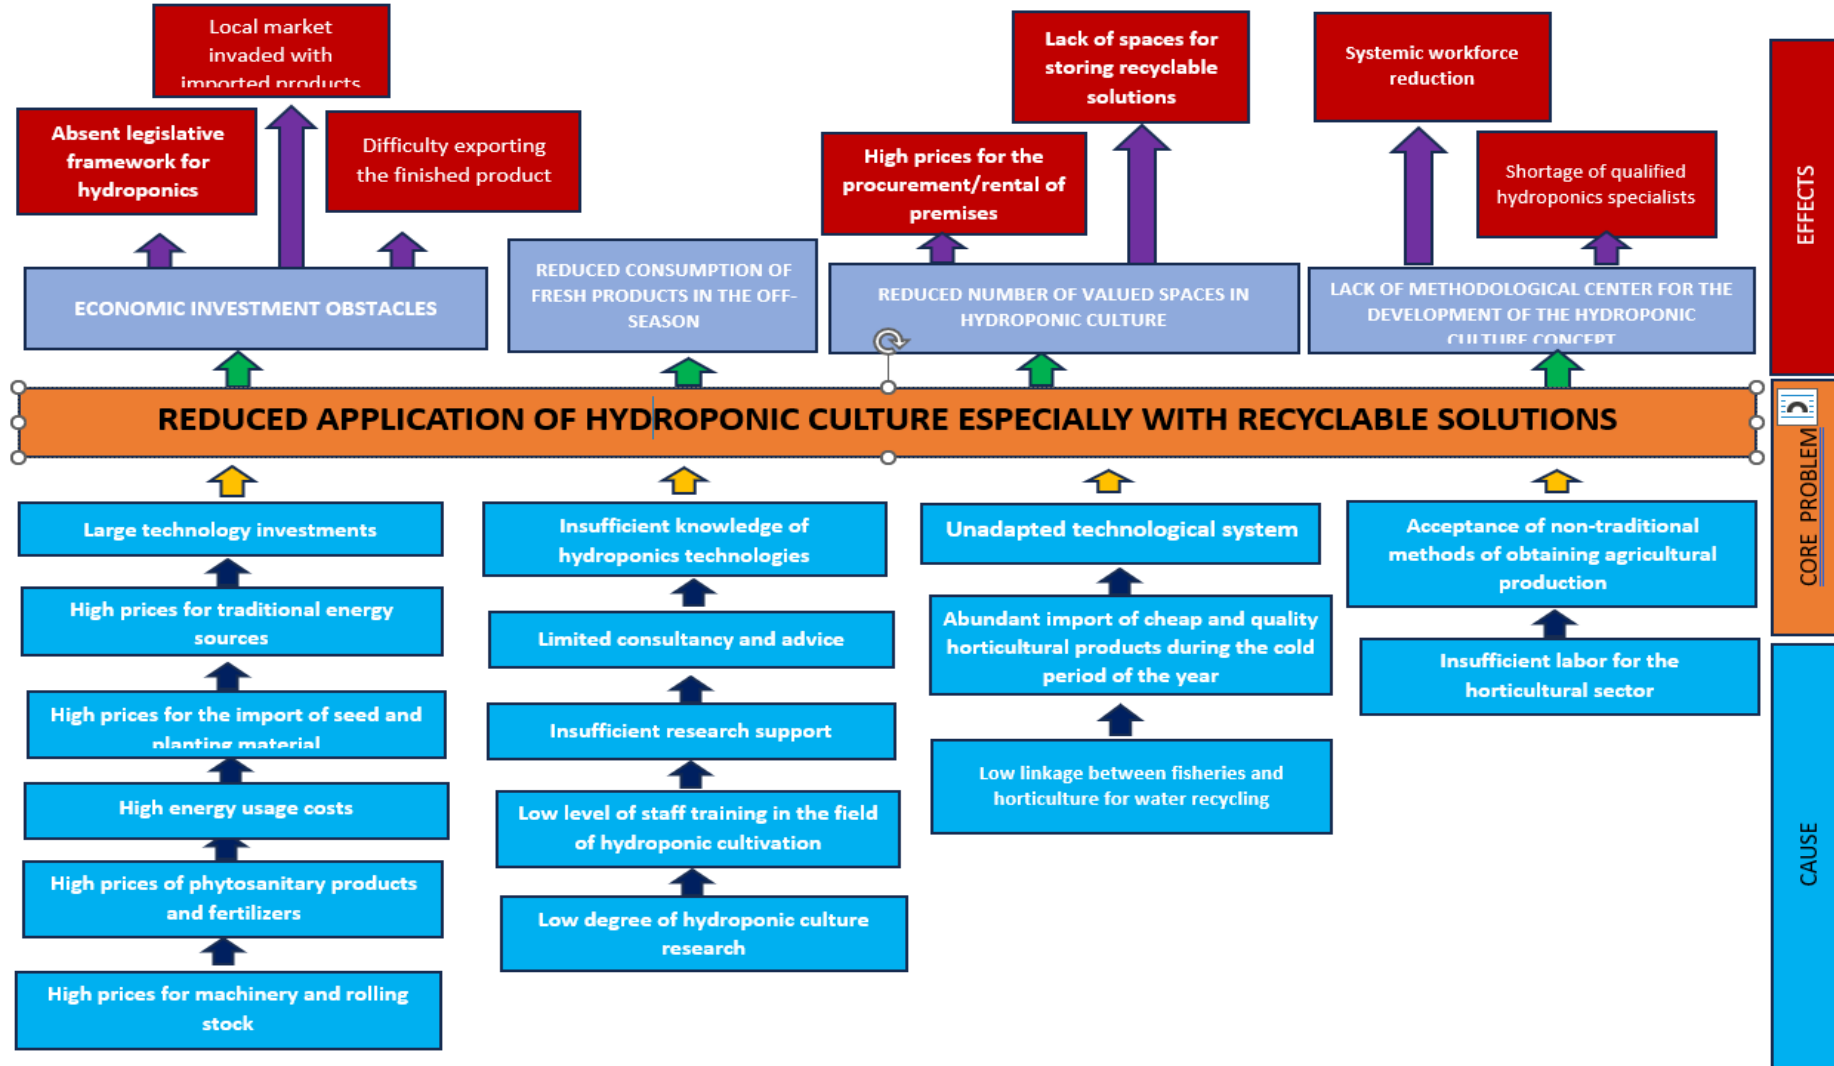 Local market
invaded with
imported products
Absent legislative
framework for
hydroponics
Difficulty exporting
the finished product
Lack of spaces for
storing recyclable
solutions
High prices for the
procurement/rental of
premises
Systemic workforce
reduction
Shortage of qualified
hydroponics specialists
EFFECTS
ECONOMIC INVESTMENT OBSTACLES
REDUCED CONSUMPTION OF
FRESH PRODUCTS IN THE OFF-
SEASON
REDUCED NUMBER OF VALUED SPACES IN
HYDROPONIC CULTURE
LACK OF METHODOLOGICAL CENTER FOR THE
DEVELOPMENT OF THE HYDROPONIC
CULTURE CONCEPT
REDUCED APPLICATION OF HYDROPONIC CULTURE ESPECIALLY WITH RECYCLABLE SOLUTIONS
CORE PROBLEM
Large technology investments
High prices for traditional energy
sources
High prices for the import of seed and
planting material
High energy usage costs
High prices of phytosanitary products
and fertilizers
High prices for machinery and rolling
stock
Insufficient knowledge of
hydroponics technologies
Limited consultancy and advice
Insufficient research support
Low level of staff training in the field
of hydroponic cultivation
Low degree of hydroponic culture
research
Unadapted technological system
Abundant import of cheap and quality
horticultural products during the cold
period of the year
Low linkage between fisheries and
horticulture for water recycling
Acceptance of non-traditional
methods of obtaining agricultural
production
Insufficient labor for the
horticultural sector
CAUSE